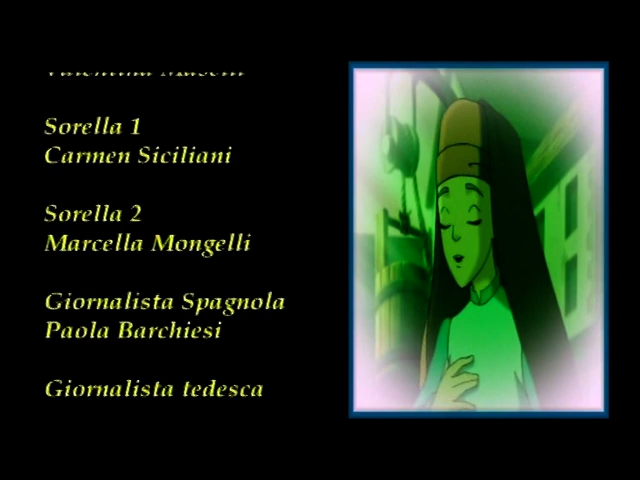 Sorella 1
Carmen Siciliani
Sorella 2
Marcella Mongelli
Giornalista Spagnola
Paola Barchiesi
Giornalista tedesca